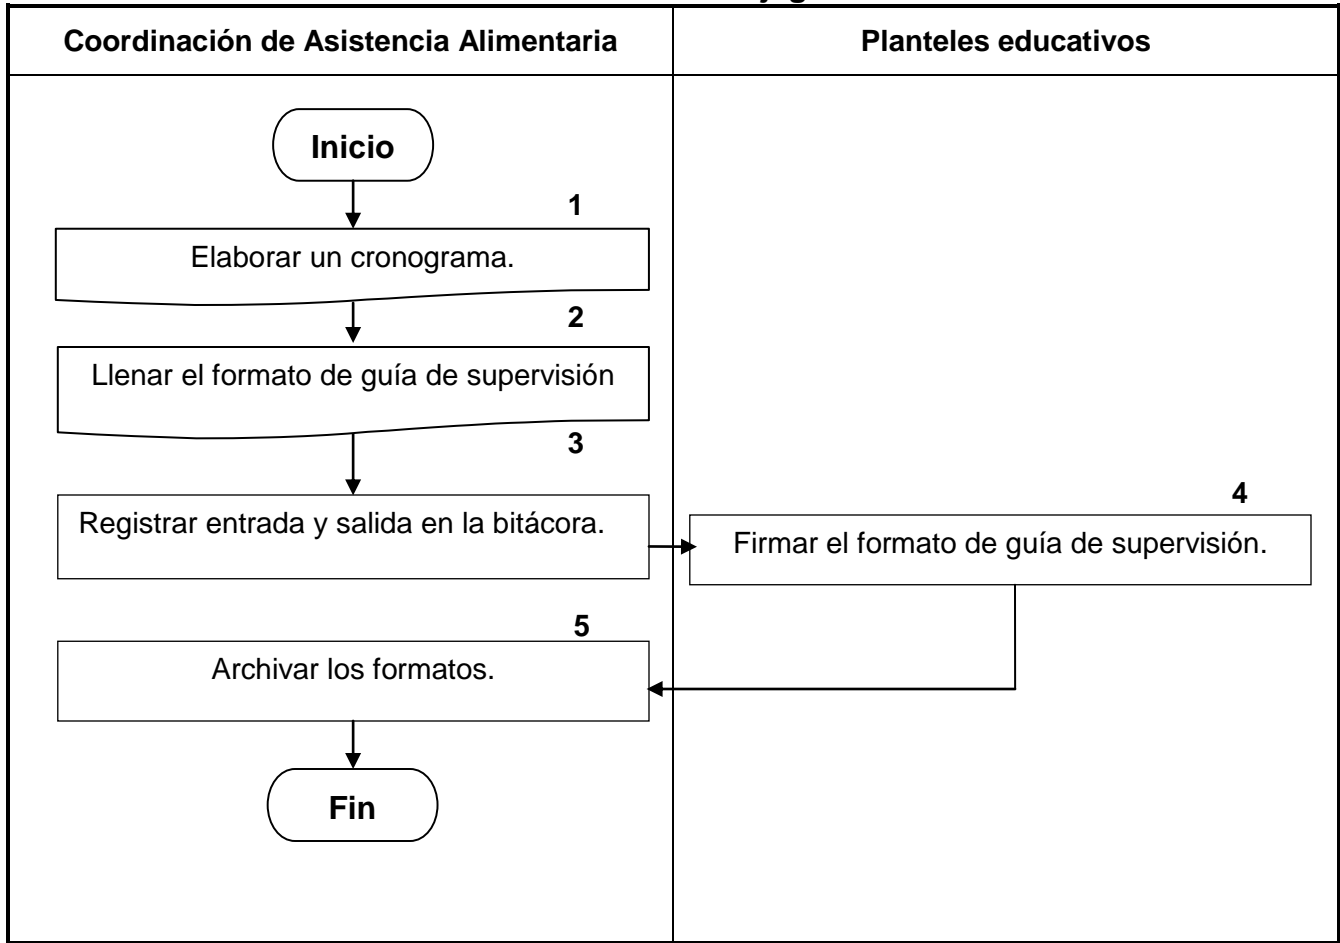 Coordinación de Asistencia Alimentaria
Planteles educativos
Inicio
1
Elaborar un cronograma.
2
Llenar el formato de guía de supervisión
3
Registrar entrada y salida en la bitácora.
4
Firmar el formato de guía de supervisión.
5
Archivar los formatos.
Fin